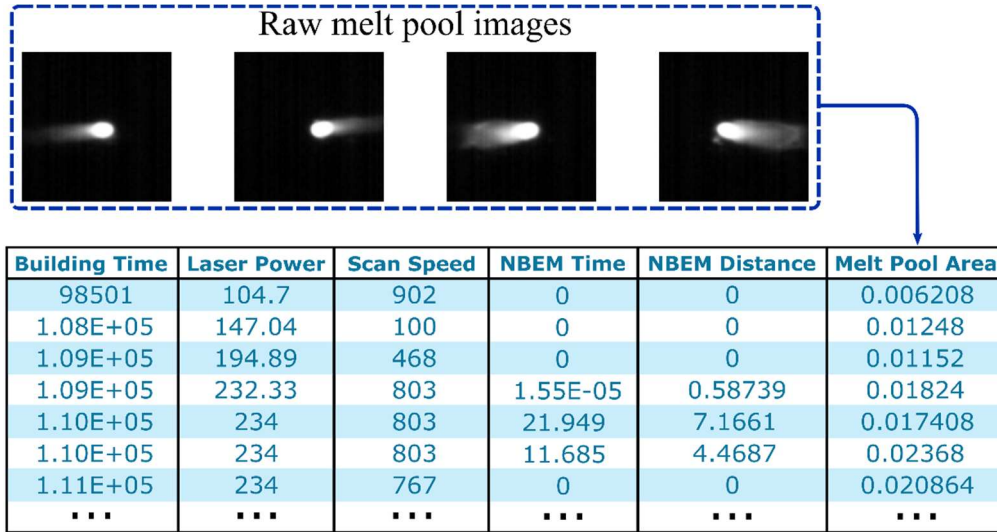 Raw melt pool images
Building Time Laser Power Scan Speed NBEM Time NBEM Distance Melt Pool Area
98501 104.7 902 0 0 0.006208
1.08E+05 147.04 100 0 0 0.01248
1.09E+05 194.89 468 0 0 0.01152
1.09E+05 232.33 803 1.55E-05 0.58739 0.01824
1.10E+05 234 803 21.949 7.1661 0.017408
1.10E+05 234 803 11.685 4.4687 0.02368
1.11E+05 234 767 0 0 0.020864
... ... ... ... ... ...